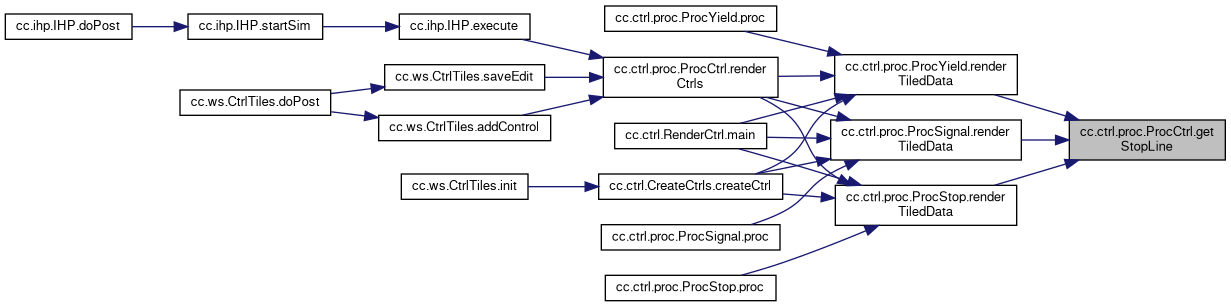 cc.ihp.IHP.doPost
cc.ihp.IHP.startSim
cc.ihp.IHP.execute
cc.ctrl.proc.ProcYield.proc
cc.ws.CtrlTiles.doPost
cc.ws.CtrlTiles.saveEdit
cc.ws.CtrlTiles.addControl
cc.ctrl.proc.ProcCtrl.render
Ctrls
cc.ctrl.RenderCtrl.main
cc.ws.CtrlTiles.init
cc.ctrl.CreateCtrls.createCtrl
cc.ctrl.proc.ProcSignal.proc
cc.ctrl.proc.ProcStop.proc
cc.ctrl.proc.ProcYield.render
TiledData
cc.ctrl.proc.ProcSignal.render
TiledData
cc.ctrl.proc.ProcStop.render
TiledData
cc.ctrl.proc.ProcCtrl.get
StopLine